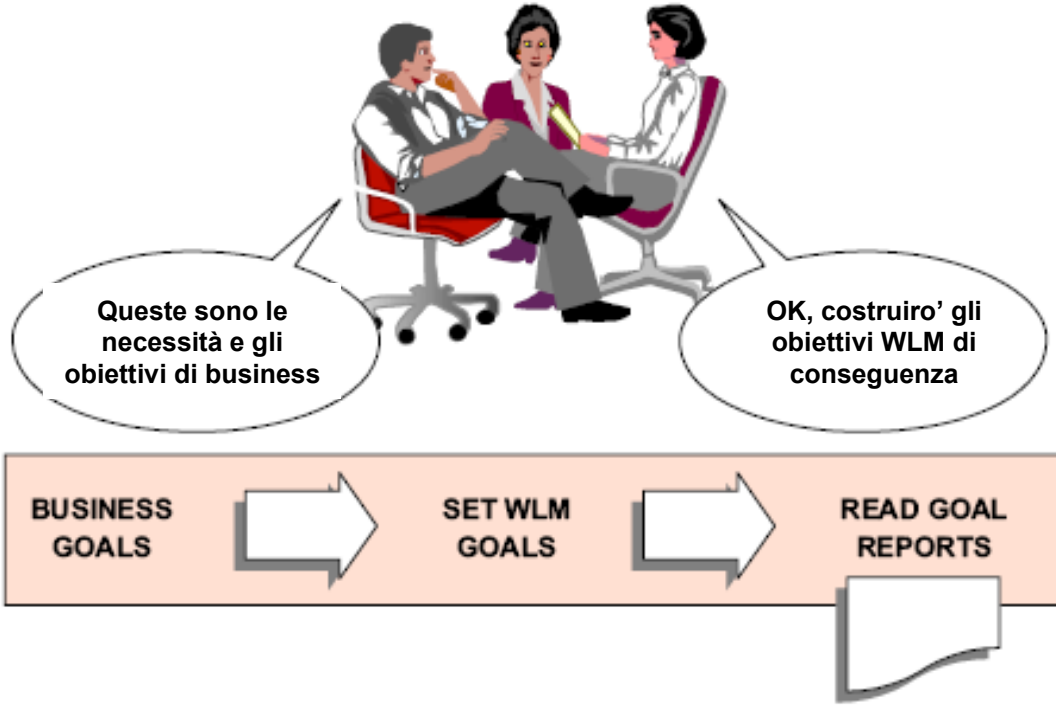 Queste sono le
necessità e gli
obiettivi di business
OK, costruiro’ gli
obiettivi WLM di
conseguenza
BUSINESS
GOALS
SET WLM
GOALS
READ GOAL
REPORTS